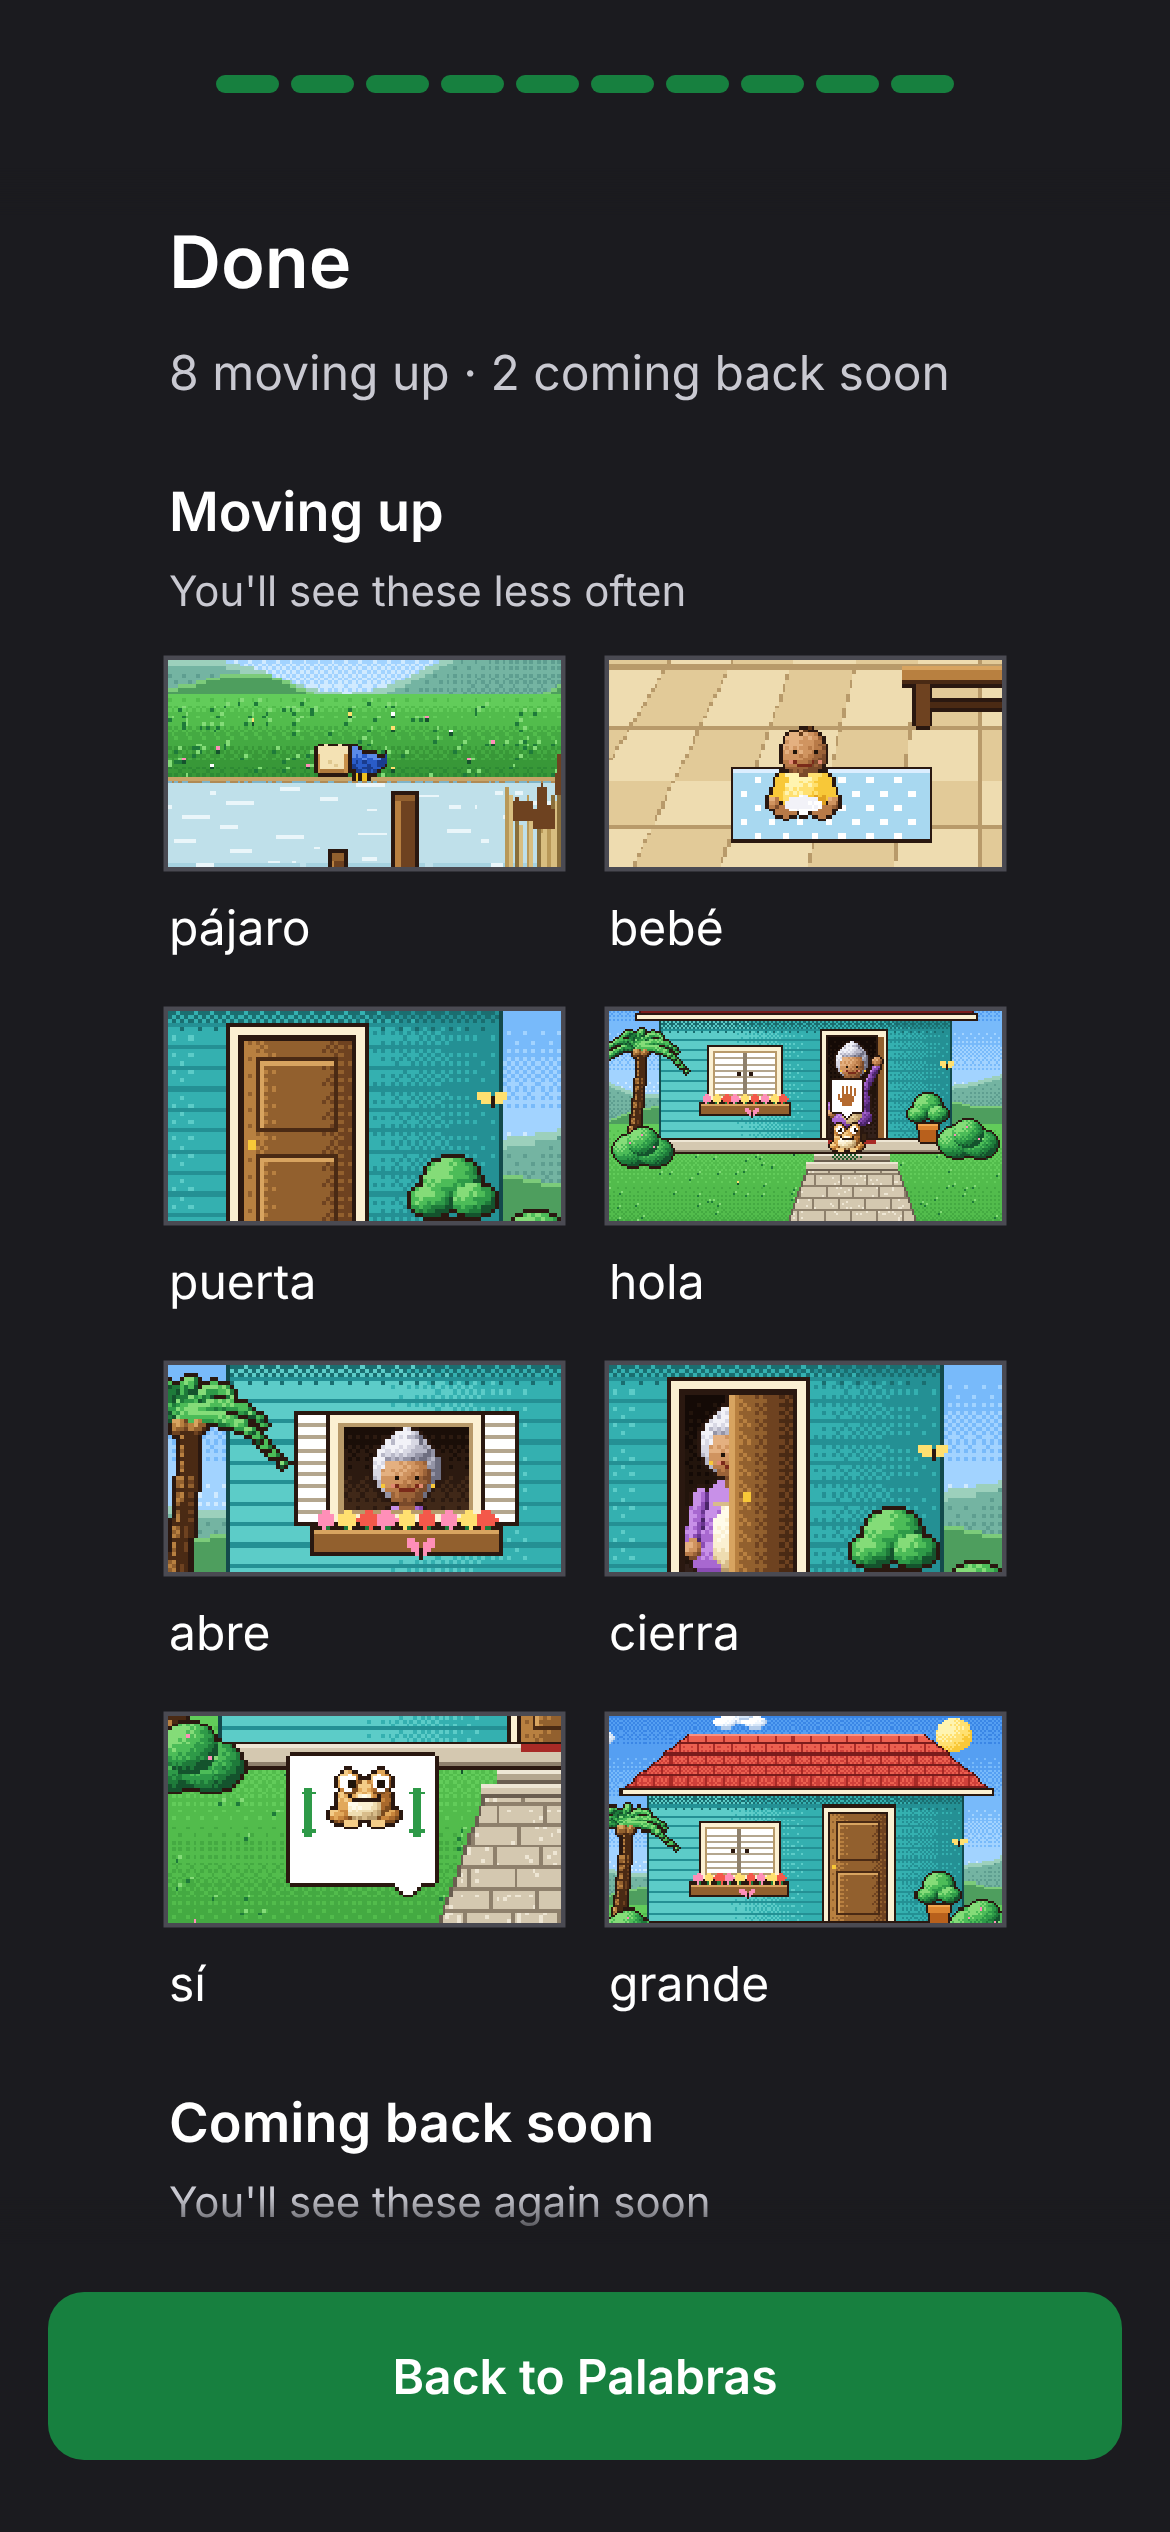 Done
8 moving up · 2 coming back soon
Moving up
You'll see these less often
pájaro
bebé
puerta
hola
abre
cierra
sí
grande
Coming back soon
You'll see these again soon
Back to Palabras